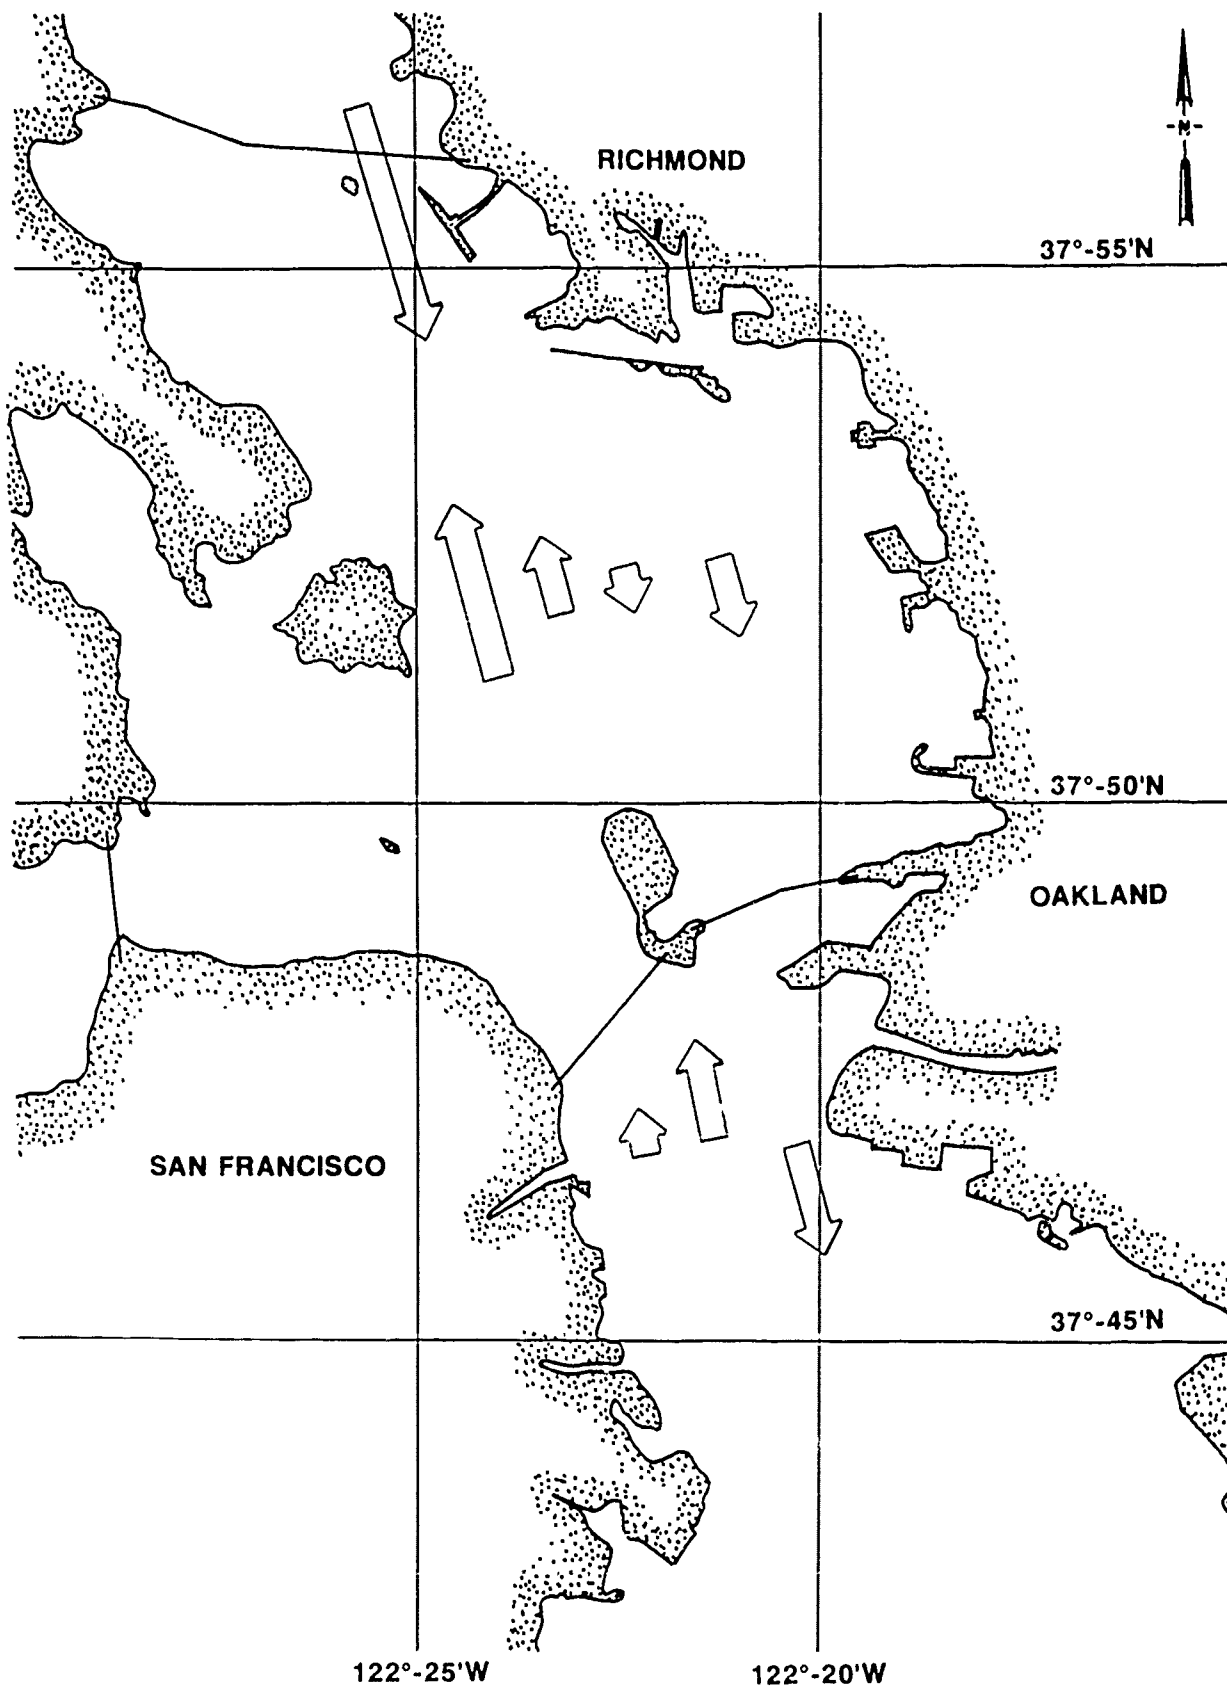 RICHMOND
-N-
37°-55'N
37°-50'N
OAKLAND
SAN FRANCISCO
37°-45'N
122°-25'W
122°-20'W